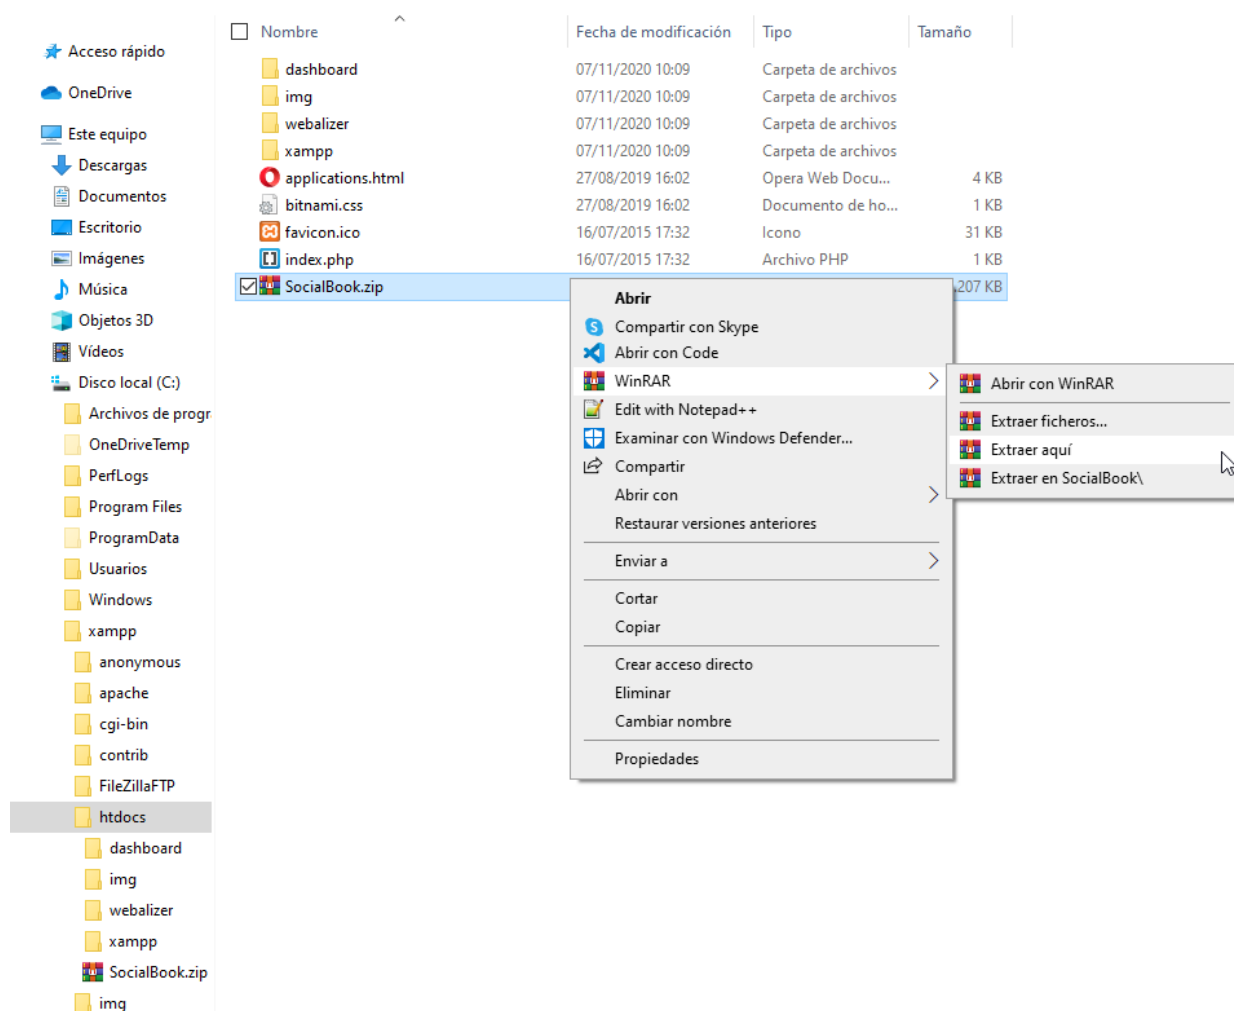 Acceso rápido
OneDrive
Este equipo
Descargas
Documentos
Escritorio
Imágenes
Música
Objetos 3D
Vídeos
Disco local (C:)
Archivos de progr
OneDriveTemp
PerfLogs
Program Files
ProgramData
Usuarios
Windows
xampp
anonymous
apache
cgi-bin
contrib
FileZillaFTP
htdocs
dashboard
img
webalizer
xampp
SocialBook.zip
img
Nombre Fecha de modificación Tipo Tamaño
dashboard 07/11/2020 10:09 Carpeta de archivos
img 07/11/2020 10:09 Carpeta de archivos
webalizer 07/11/2020 10:09 Carpeta de archivos
xampp 07/11/2020 10:09 Carpeta de archivos
applications.html 27/08/2019 16:02 Opera Web Docu... 4 KB
bitnami.css 27/08/2019 16:02 Documento de ho... 1 KB
favicon.ico 16/07/2015 17:32 Icono 31 KB
index.php 16/07/2015 17:32 Archivo PHP 1 KB
SocialBook.zip .207 KB
Abrir
Compartir con Skype
Abrir con Code
WinRAR
Edit with Notepad++
Examinar con Windows Defender...
Compartir
Abrir con
Restaurar versiones anteriores
Enviar a
Cortar
Copiar
Crear acceso directo
Eliminar
Cambiar nombre
Propiedades
Abrir con WinRAR
Extraer ficheros...
Extraer aquí
Extraer en SocialBook\